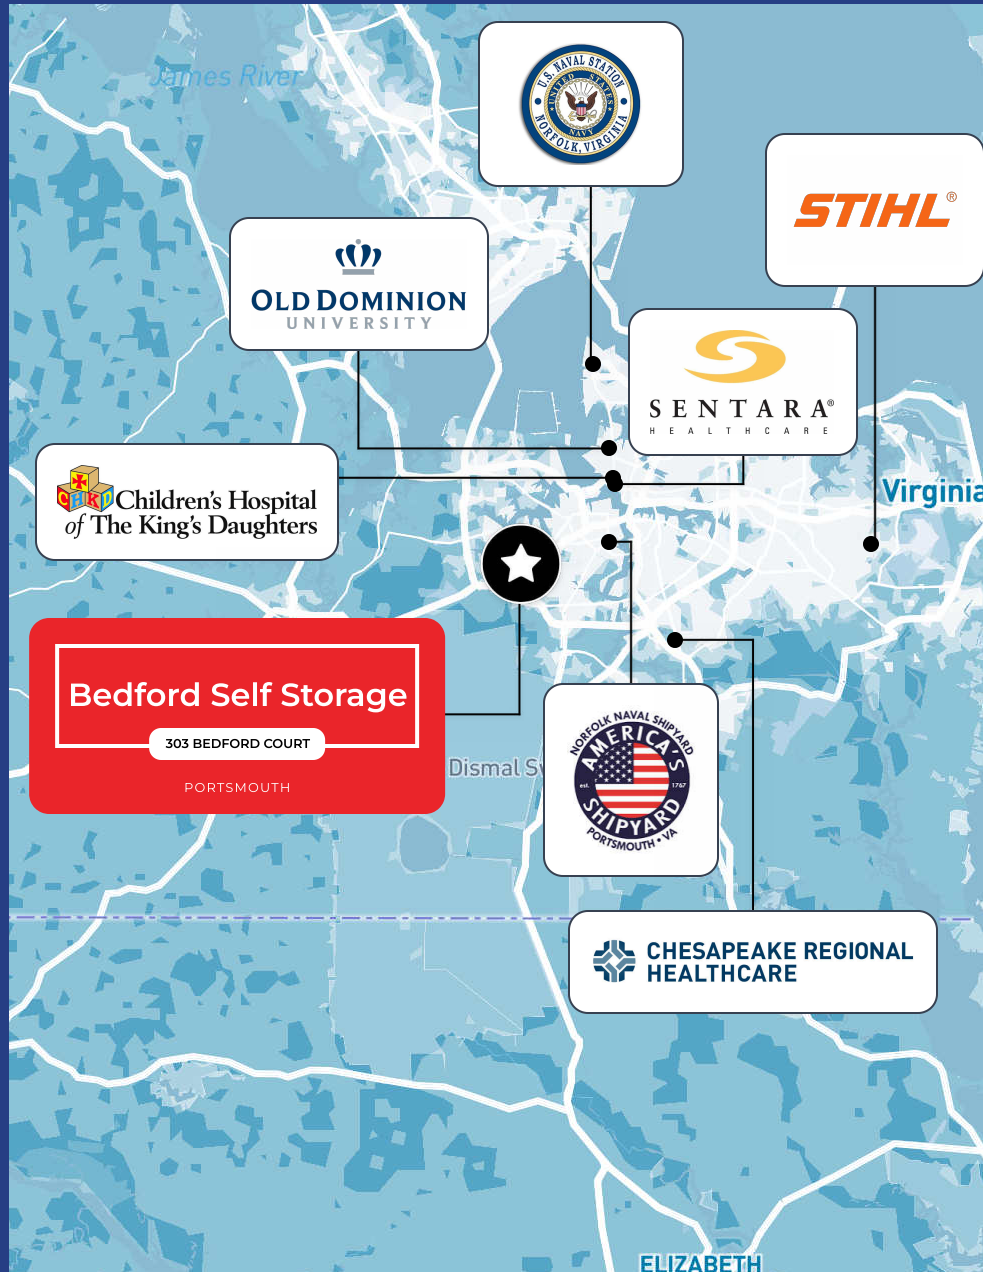 James River
U.S. NAVAL STATION
UNITED STATES
NAVY
NORFOLK, VIRGINIA
STIHL®
OLD DOMINION
UNIVERSITY
SENTARA®
HEALTHCARE
CHKD
Children's Hospital
of The King's Daughters
Virginia
Bedford Self Storage
303 BEDFORD COURT
PORTSMOUTH
Dismal Sw
NORFOLK NAVAL SHIPYARD
AMERICA'S
est. 1767
SHIPYARD
PORTSMOUTH • VA
CHESAPEAKE REGIONAL
HEALTHCARE
ELIZABETH